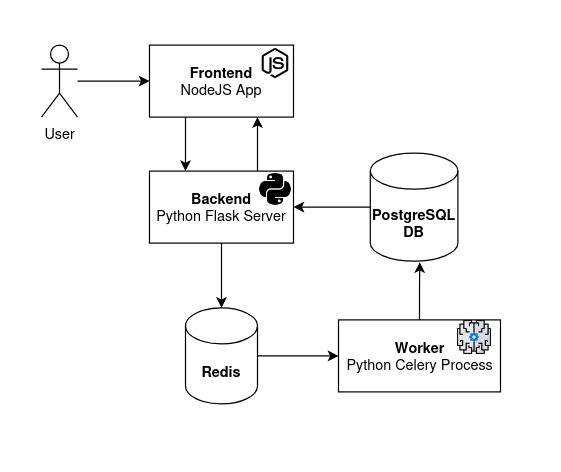 Frontend
NodeJS App
JS
User
Backend
Python Flask Server
PostgreSQL
DB
Redis
Worker
Python Celery Process